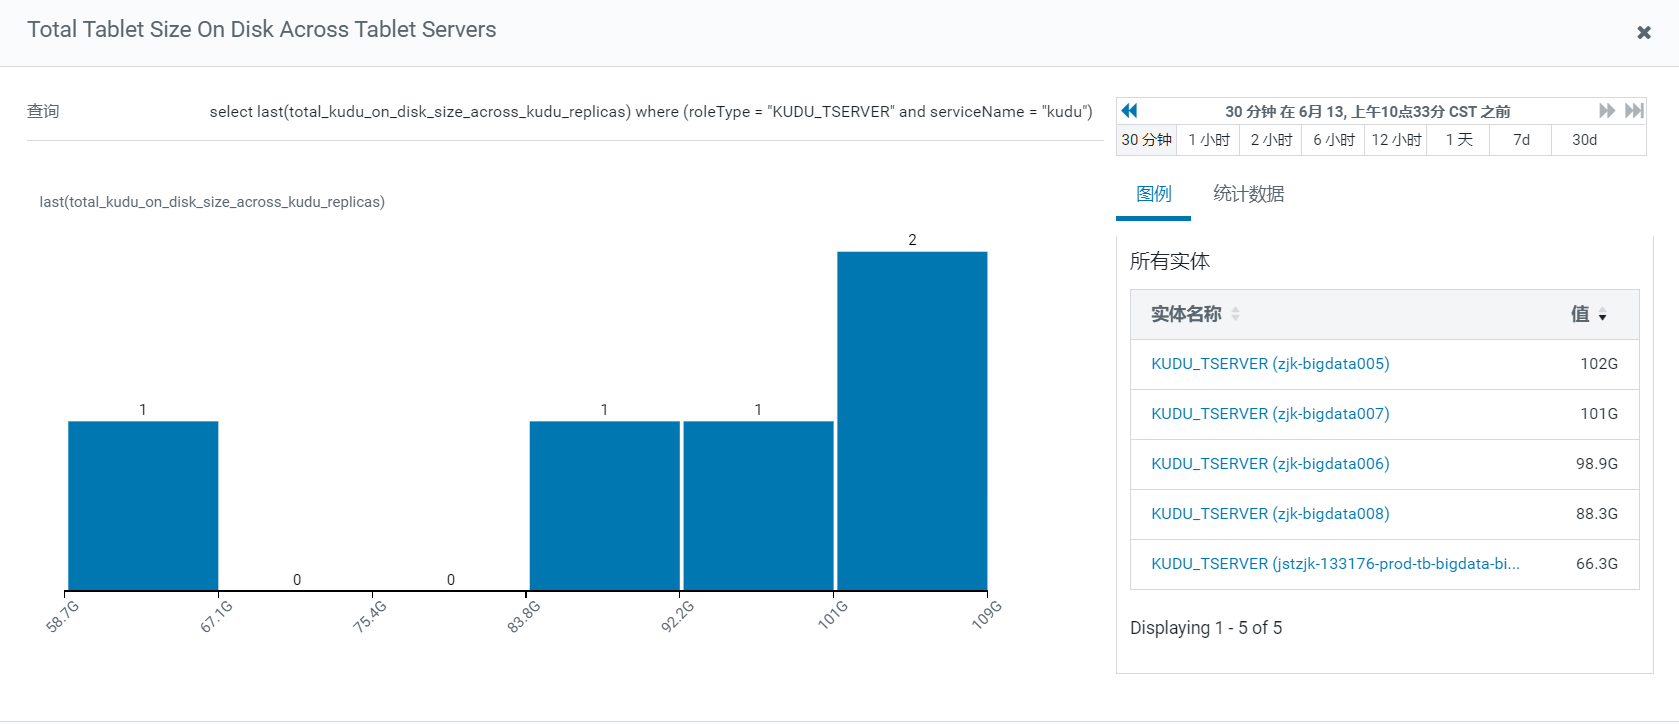 Total Tablet Size On Disk Across Tablet Servers
查询
select last(total_kudu_on_disk_size_across_kudu_replicas) where (roleType = "KUDU_TSERVER" and serviceName = "kudu")
30 分钟 在 6月 13, 上午10点33分 CST 之前
30 分钟 1 小时 2 小时 6 小时 12 小时 1 天 7d 30d
图例 统计数据
last(total_kudu_on_disk_size_across_kudu_replicas)
1
0
0
1
1
2
58.7G
67.1G
75.4G
83.8G
92.2G
101G
109G
所有实体
实体名称 值
KUDU_TSERVER (zjk-bigdata005) 102G
KUDU_TSERVER (zjk-bigdata007) 101G
KUDU_TSERVER (zjk-bigdata006) 98.9G
KUDU_TSERVER (zjk-bigdata008) 88.3G
KUDU_TSERVER (jstzjk-133176-prod-tb-bigdata-bi... 66.3G
Displaying 1 - 5 of 5